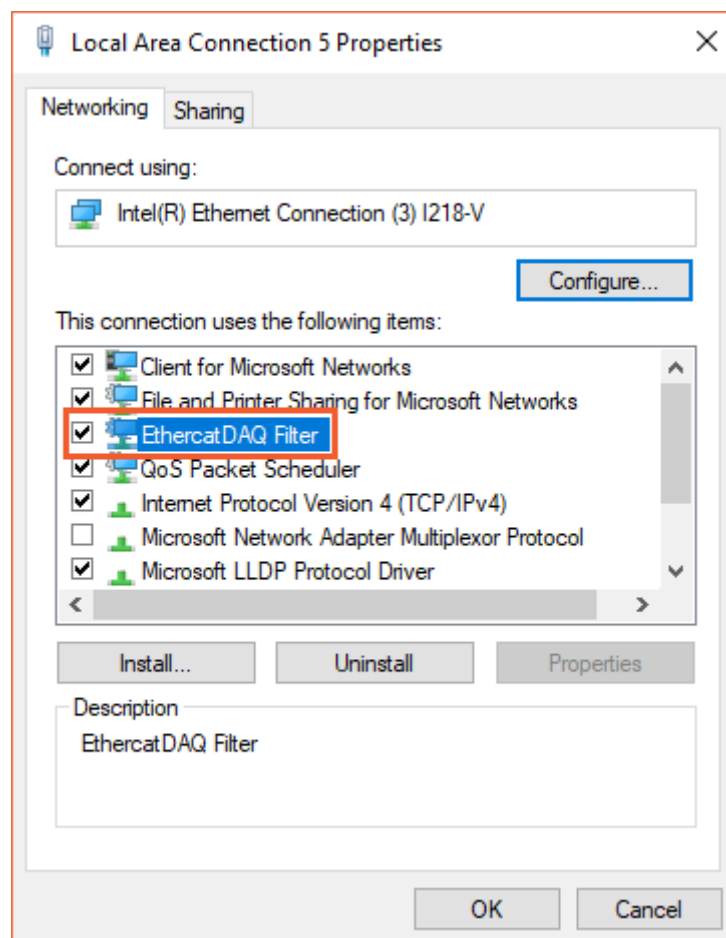 Local Area Connection 5 Properties
Networking
Sharing
Connect using:
Intel(R) Ethernet Connection (3) I218-V
Configure...
This connection uses the following items:
Client for Microsoft Networks
File and Printer Sharing for Microsoft Networks
EthercatDAQ Filter
QoS Packet Scheduler
Internet Protocol Version 4 (TCP/IPv4)
Microsoft Network Adapter Multiplexor Protocol
Microsoft LLDP Protocol Driver
Install...
Uninstall
Properties
Description
EthercatDAQ Filter
OK
Cancel